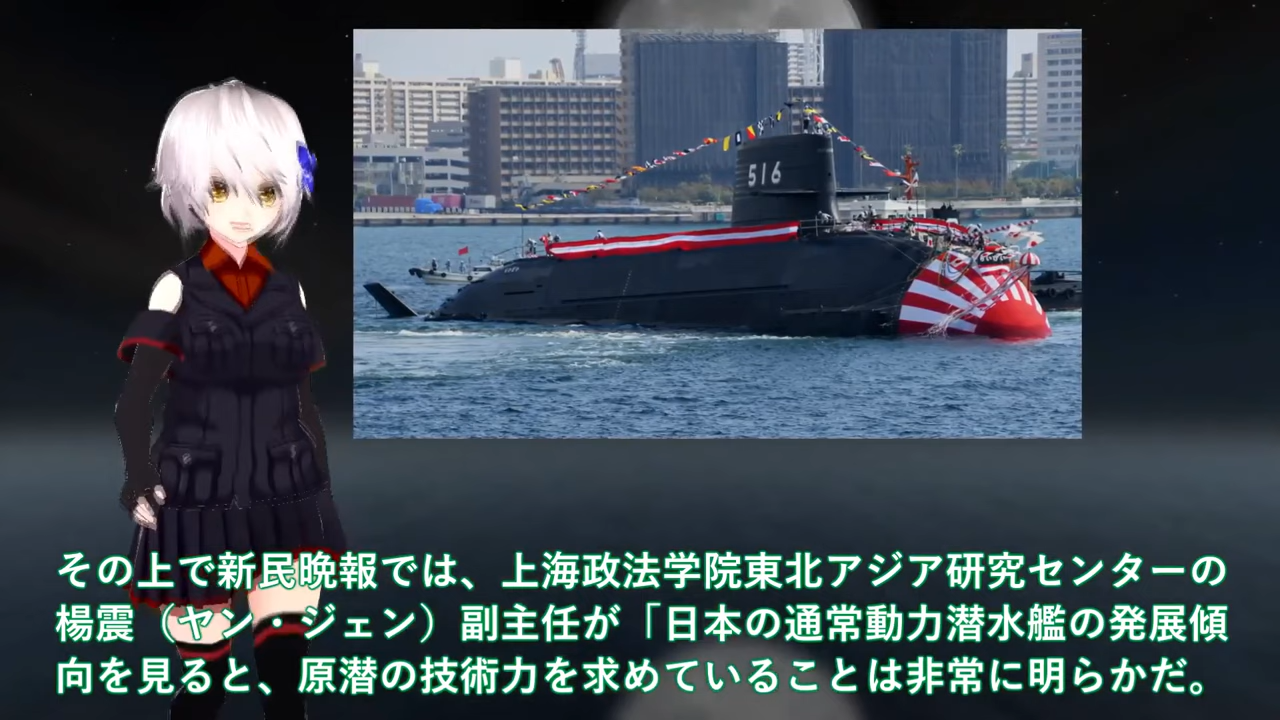 516
その上で新民晩報では、上海政法学院東北アジア研究センターの
楊震（ヤン・ジェン）副主任が「日本の通常動力潜水艦の発展傾
向を見ると、原潜の技術力を求めていることは非常に明らかだ。